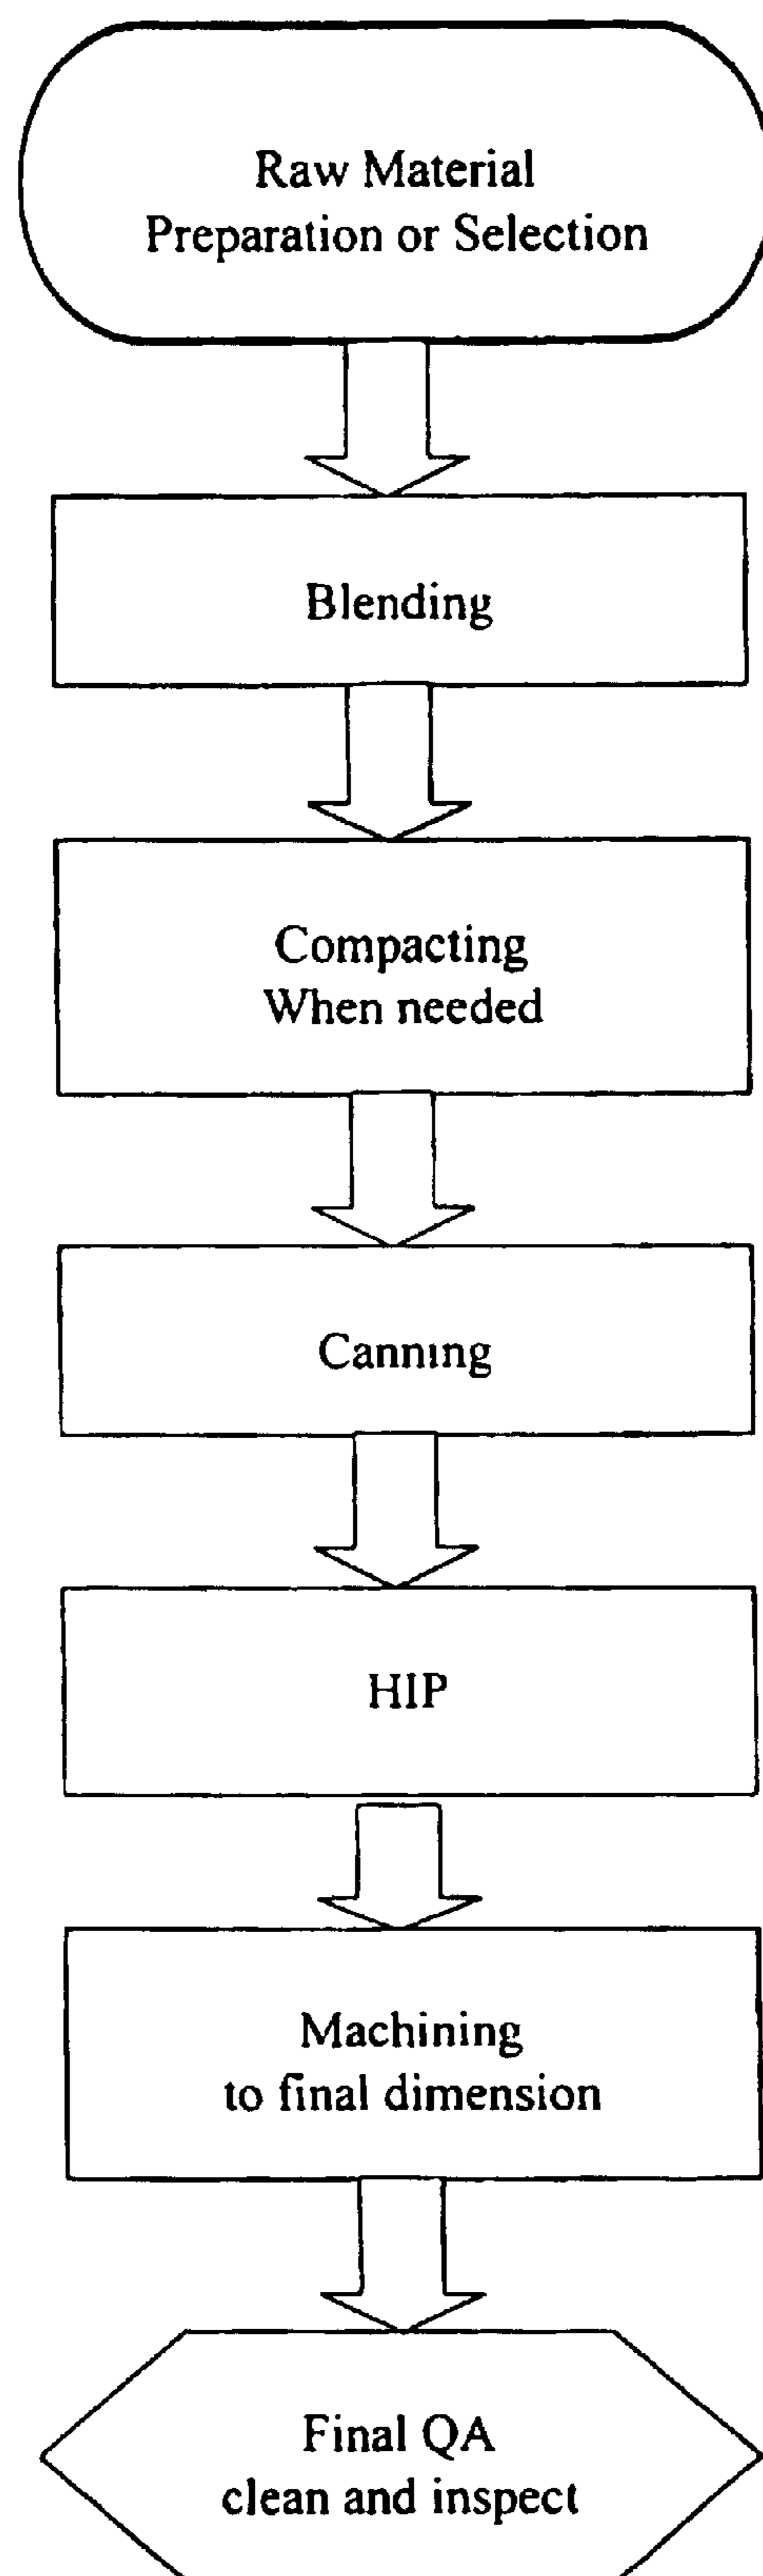 Raw Material
Preparation or Selection
Blending
Compacting
When needed
Canning
HIP
Machining
to final dimension
Final QA
clean and inspect